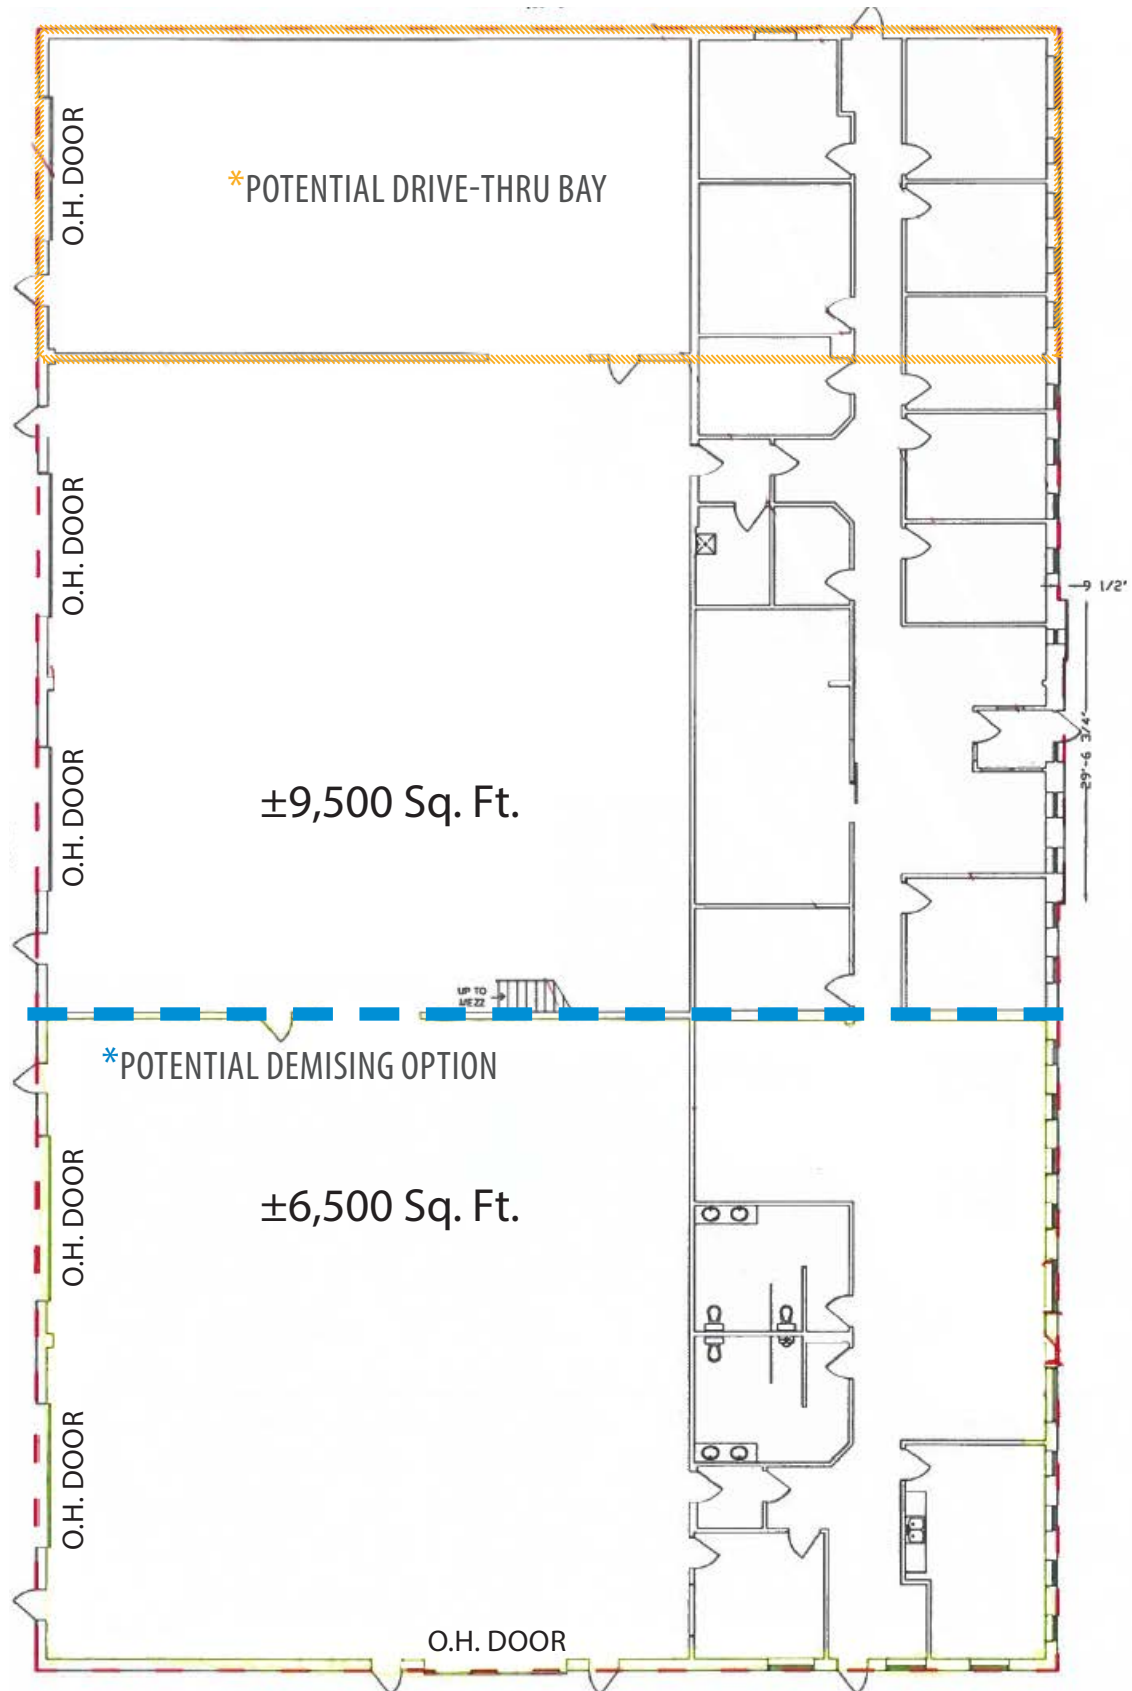 O.H. DOOR
*POTENTIAL DRIVE-THRU BAY
O.H. DOOR
9 1/2"
29'-6 3/4"
O.H. DOOR
±9,500 Sq. Ft.
UP TO
MEZZ
*POTENTIAL DEMISING OPTION
O.H. DOOR
±6,500 Sq. Ft.
O.H. DOOR
O.H. DOOR